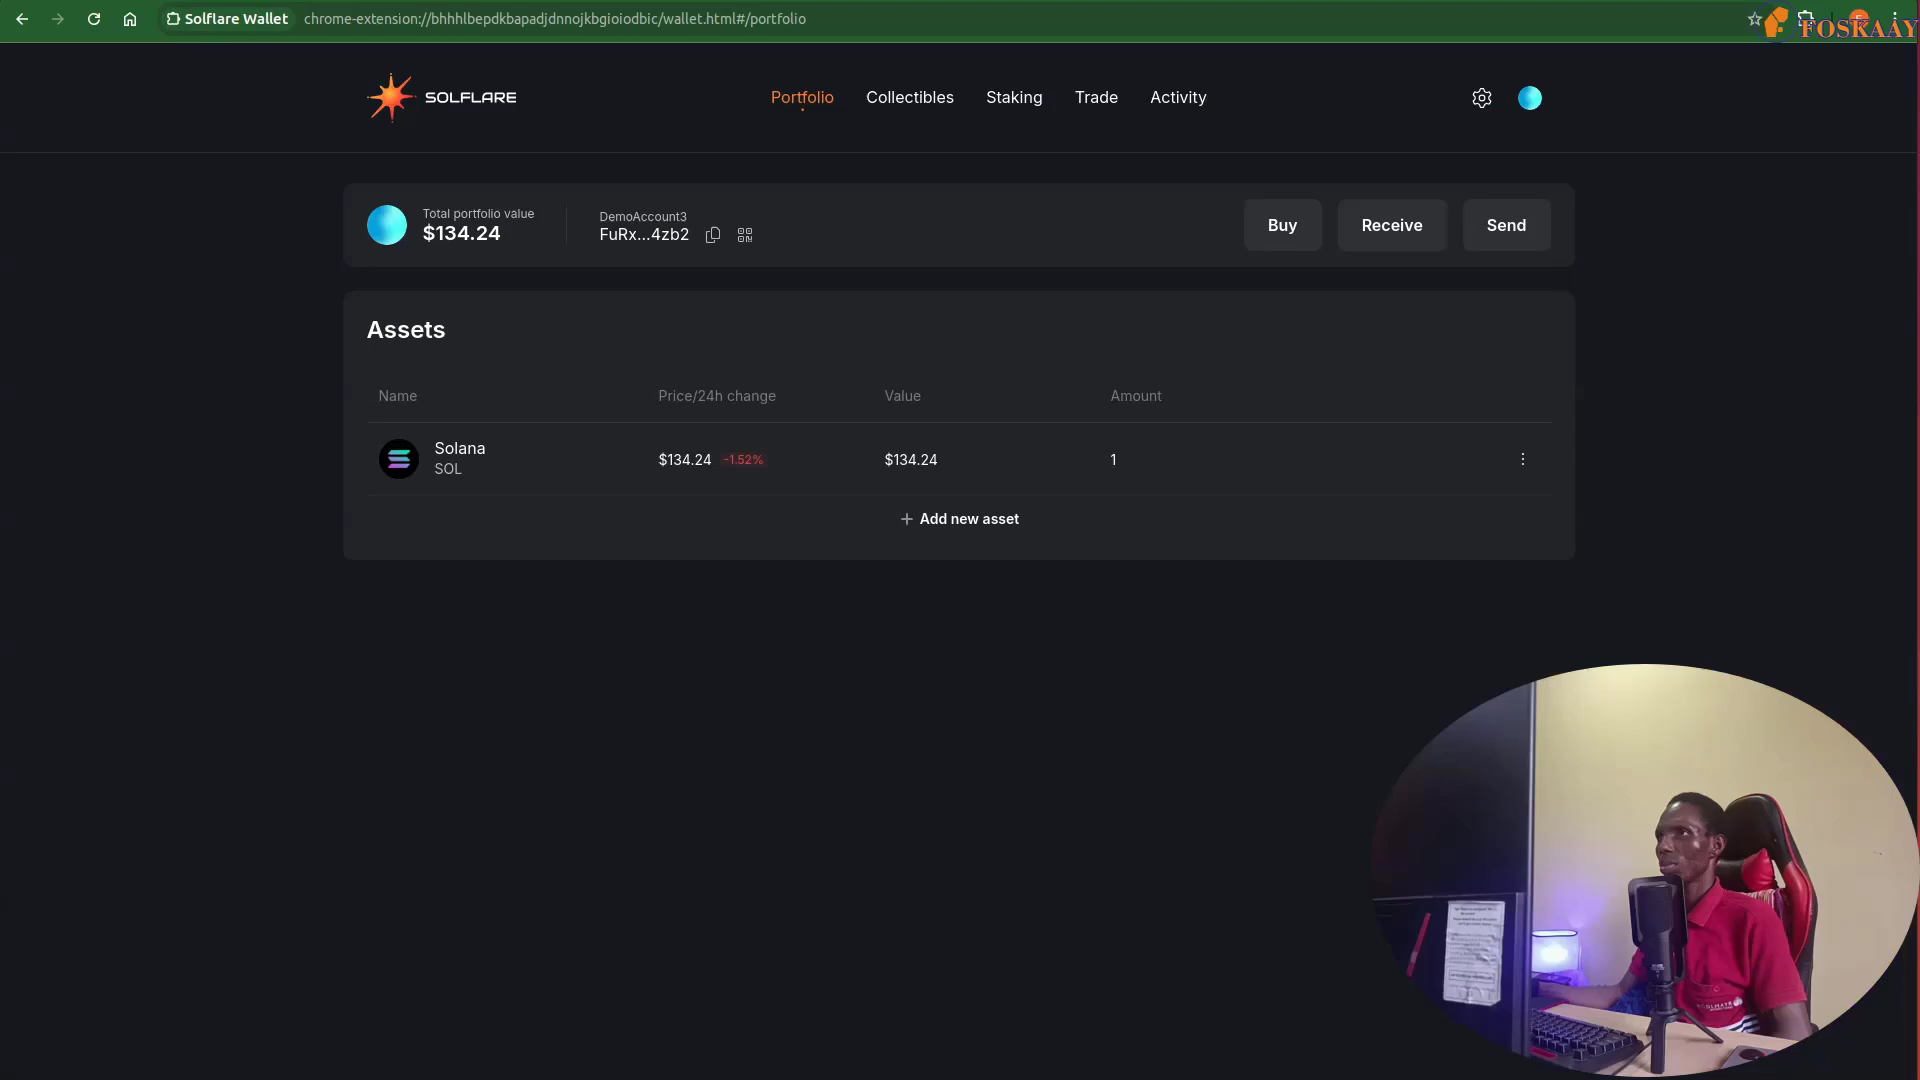 Solflare Wallet chrome-extension://bhhhlbepdkbapadjdnnojkbgioiodbic/wallet.html#/portfolio
FOSKAAY
SOLFLARE
Portfolio Collectibles Staking Trade Activity
Total portfolio value
$134.24
DemoAccount3
FuRx...4zb2
Buy Receive Send
Assets
Name Price/24h change Value Amount
Solana
SOL
$134.24 -1.52% $134.24 1
+ Add new asset